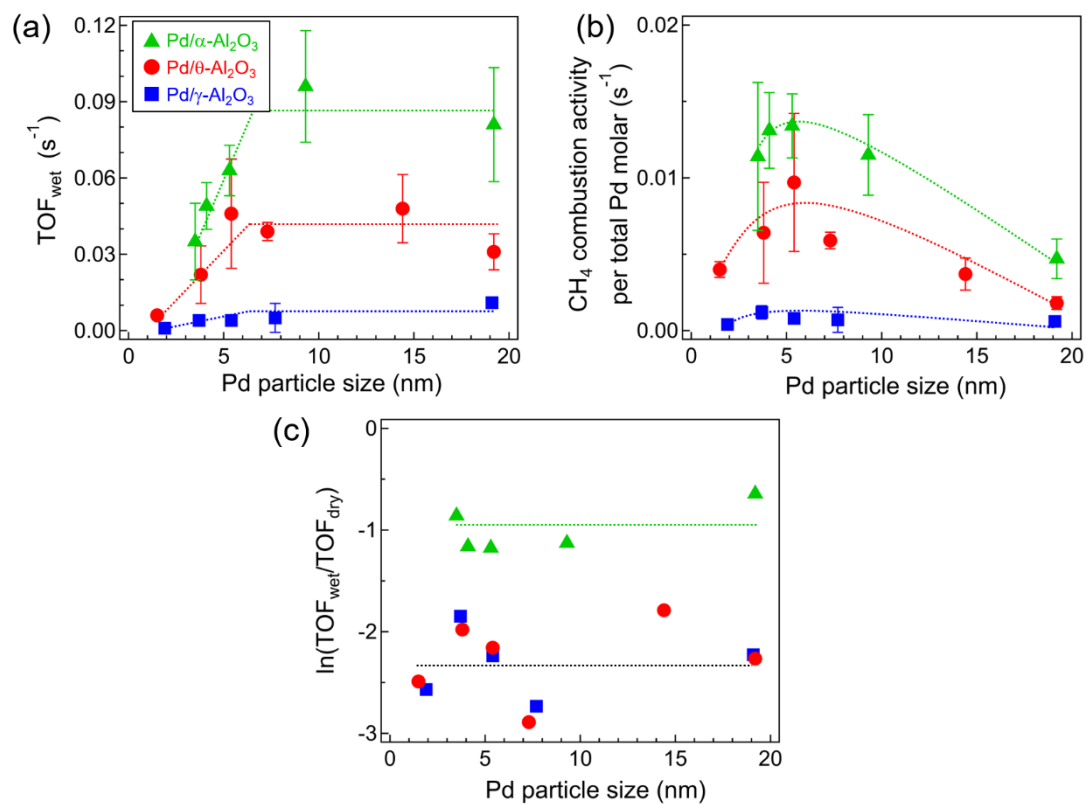 (a)
0.12
0.09
0.06
0.03
0.00
TOF_wet (s⁻¹)
Pd/α-Al₂O₃
Pd/θ-Al₂O₃
Pd/γ-Al₂O₃
0 5 10 15 20
Pd particle size (nm)
(b)
0.02
0.01
0.00
CH₄ combustion activity
per total Pd molar (s⁻¹)
0 5 10 15 20
Pd particle size (nm)
(c)
0
-1
-2
-3
ln(TOF_wet/TOF_dry)
0 5 10 15 20
Pd particle size (nm)